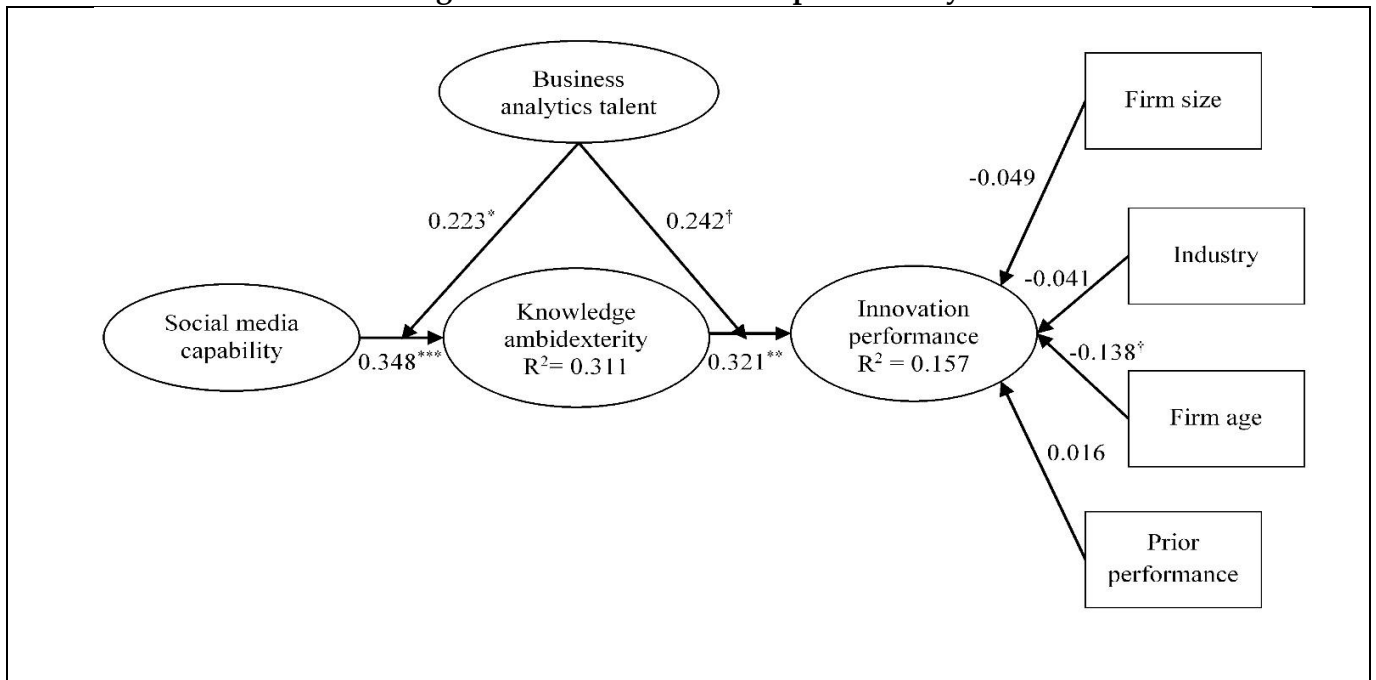 Business
analytics talent
Firm size
-0.049
0.223*
0.242†
Industry
-0.041
Social media
capability
Knowledge
ambidexterity
R²= 0.311
Innovation
performance
R² = 0.157
0.348***
0.321**
-0.138†
Firm age
0.016
Prior
performance